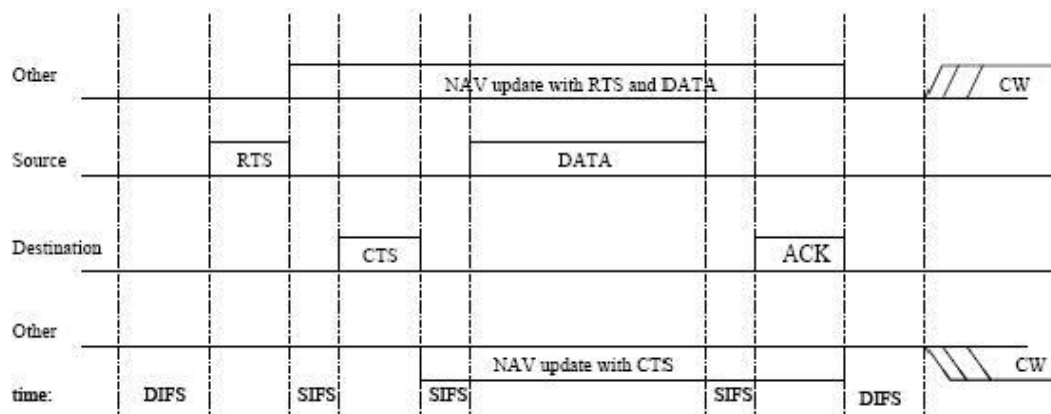 Other
NAV update with RTS and DATA
CW
Source
RTS
DATA
Destination
CTS
ACK
Other
NAV update with CTS
CW
time:
DIFS
SIFS
SIFS
SIFS
DIFS